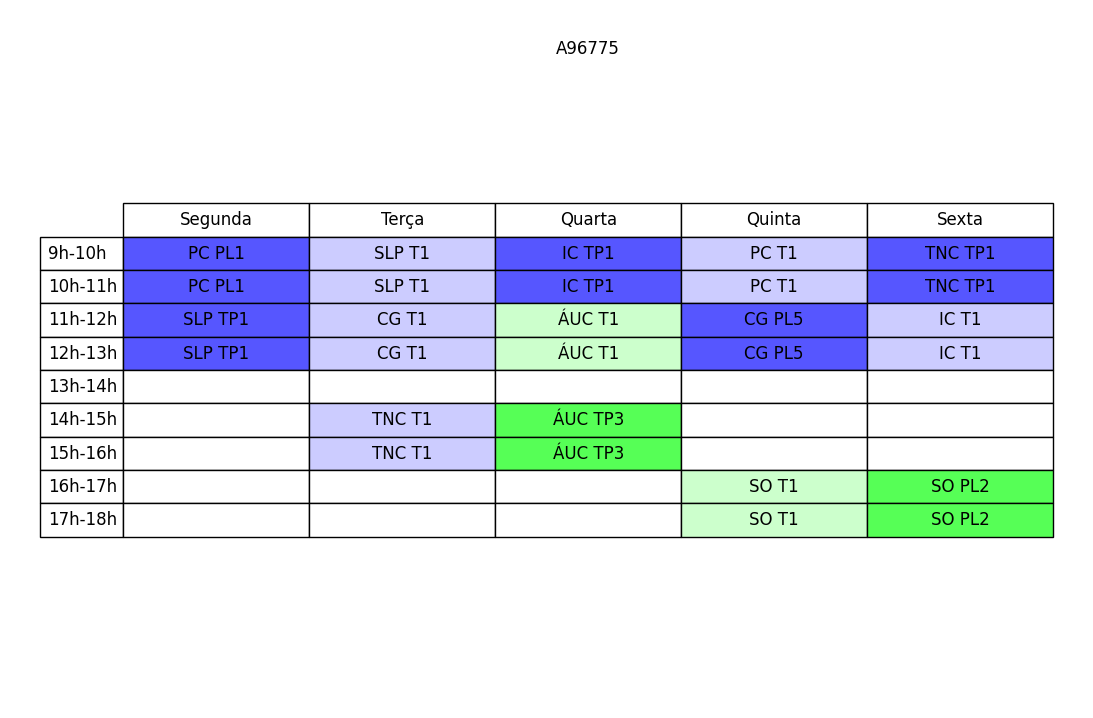 A96775
Segunda Terça Quarta Quinta Sexta
9h-10h PC PL1 SLP T1 IC TP1 PC T1 TNC TP1
10h-11h PC PL1 SLP T1 IC TP1 PC T1 TNC TP1
11h-12h SLP TP1 CG T1 ÁUC T1 CG PL5 IC T1
12h-13h SLP TP1 CG T1 ÁUC T1 CG PL5 IC T1
13h-14h
14h-15h TNC T1 ÁUC TP3
15h-16h TNC T1 ÁUC TP3
16h-17h SO T1 SO PL2
17h-18h SO T1 SO PL2